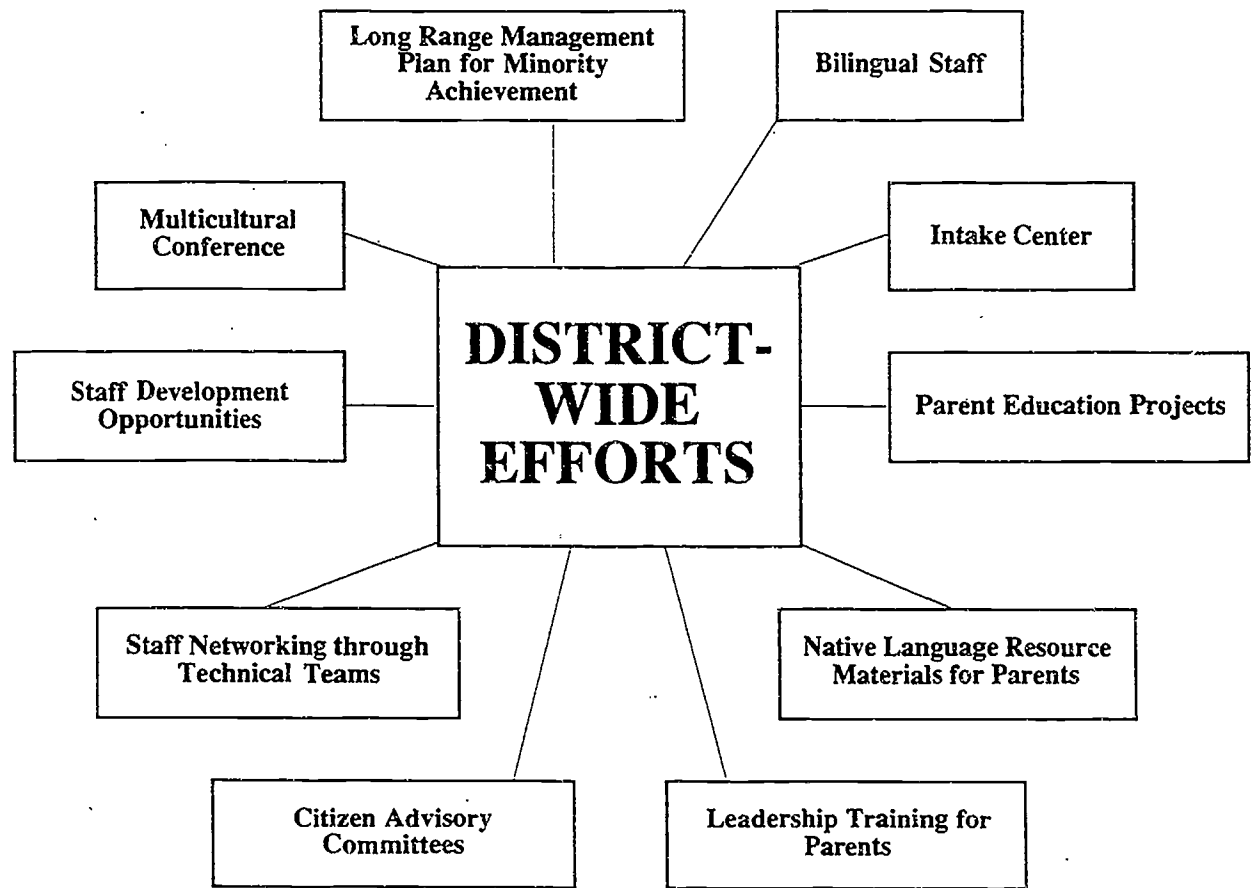 Long Range Management
Plan for Minority
Achievement
Bilingual Staff
Multicultural
Conference
Intake Center
DISTRICT-
WIDE
EFFORTS
Staff Development
Opportunities
Parent Education Projects
Staff Networking through
Technical Teams
Native Language Resource
Materials for Parents
Citizen Advisory
Committees
Leadership Training for
Parents